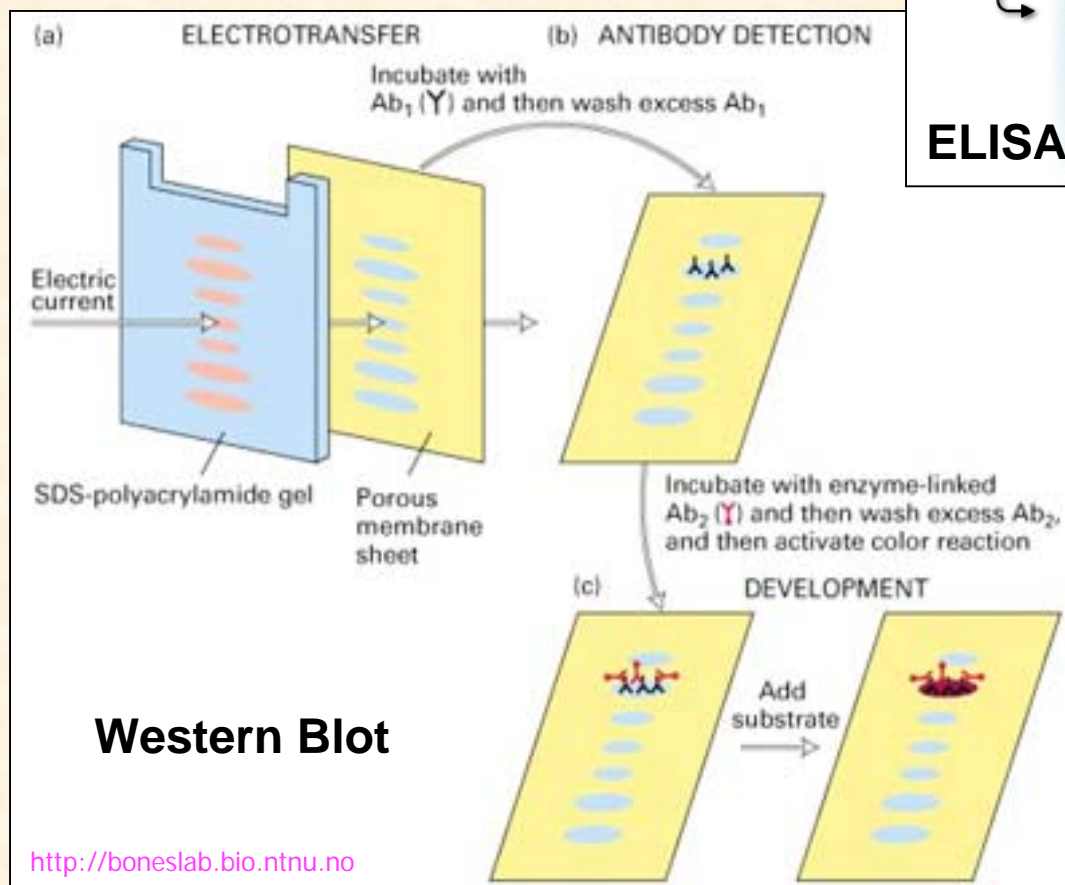 (a) ELECTROTRANSFER
(b) ANTIBODY DETECTION
Incubate with
Ab₁ (Y) and then wash excess Ab₁
ELISA
Electric
current
SDS-polyacrylamide gel
Porous
membrane
sheet
Incubate with enzyme-linked
Ab₂ (Y) and then wash excess Ab₂,
and then activate color reaction
(c) DEVELOPMENT
Add
substrate
Western Blot
http://boneslab.bio.ntnu.no